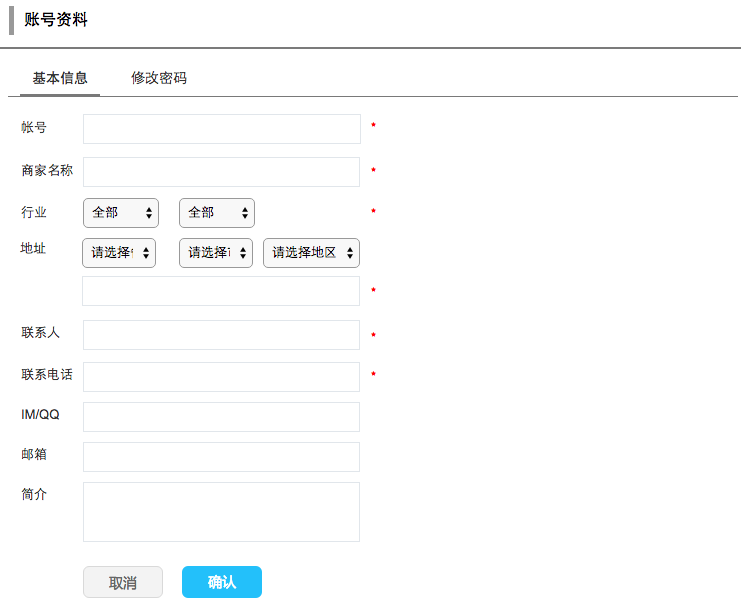 账号资料
基本信息 修改密码
帐号 *
商家名称 *
行业 全部 全部 *
地址 请选择 请选择 请选择地区
*
联系人 *
联系电话 *
IM/QQ
邮箱
简介
取消 确认